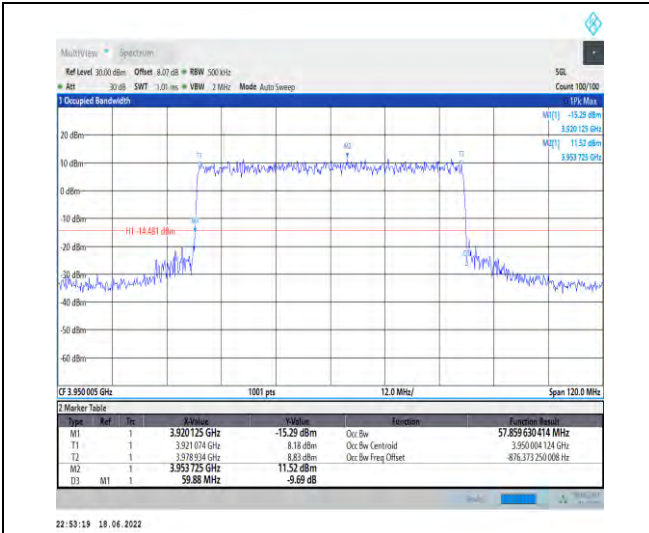 MultiView Spectrum
Ref Level 30.00 dBm Offset 8.07 dB RBW 500 kHz SGL
Att 30 dB SWT 1.01 ms VBW 2 MHz Mode Auto Sweep Count 100/100
1 Occupied Bandwidth 1Pk Max
M1[1] -15.29 dBm
3.920 125 GHz
M2[1] 11.52 dBm
3.953 725 GHz
20 dBm
M2
T1 T2
10 dBm
0 dBm
-10 dBm
M1
H1 -14.481 dBm
-20 dBm
D3
-30 dBm
-40 dBm
-50 dBm
-60 dBm
CF 3.950 005 GHz 1001 pts 12.0 MHz/ Span 120.0 MHz
2 Marker Table
Type Ref Trc X-Value Y-Value Function Function Result
M1 1 3.920 125 GHz -15.29 dBm Occ Bw 57.859 630 414 MHz
T1 1 3.921 074 GHz 8.18 dBm Occ Bw Centroid 3.950 004 124 GHz
T2 1 3.978 934 GHz 8.83 dBm Occ Bw Freq Offset -876.373 250 008 Hz
M2 1 3.953 725 GHz 11.52 dBm
D3 M1 1 59.88 MHz -9.69 dB
22:53:19 18.06.2022